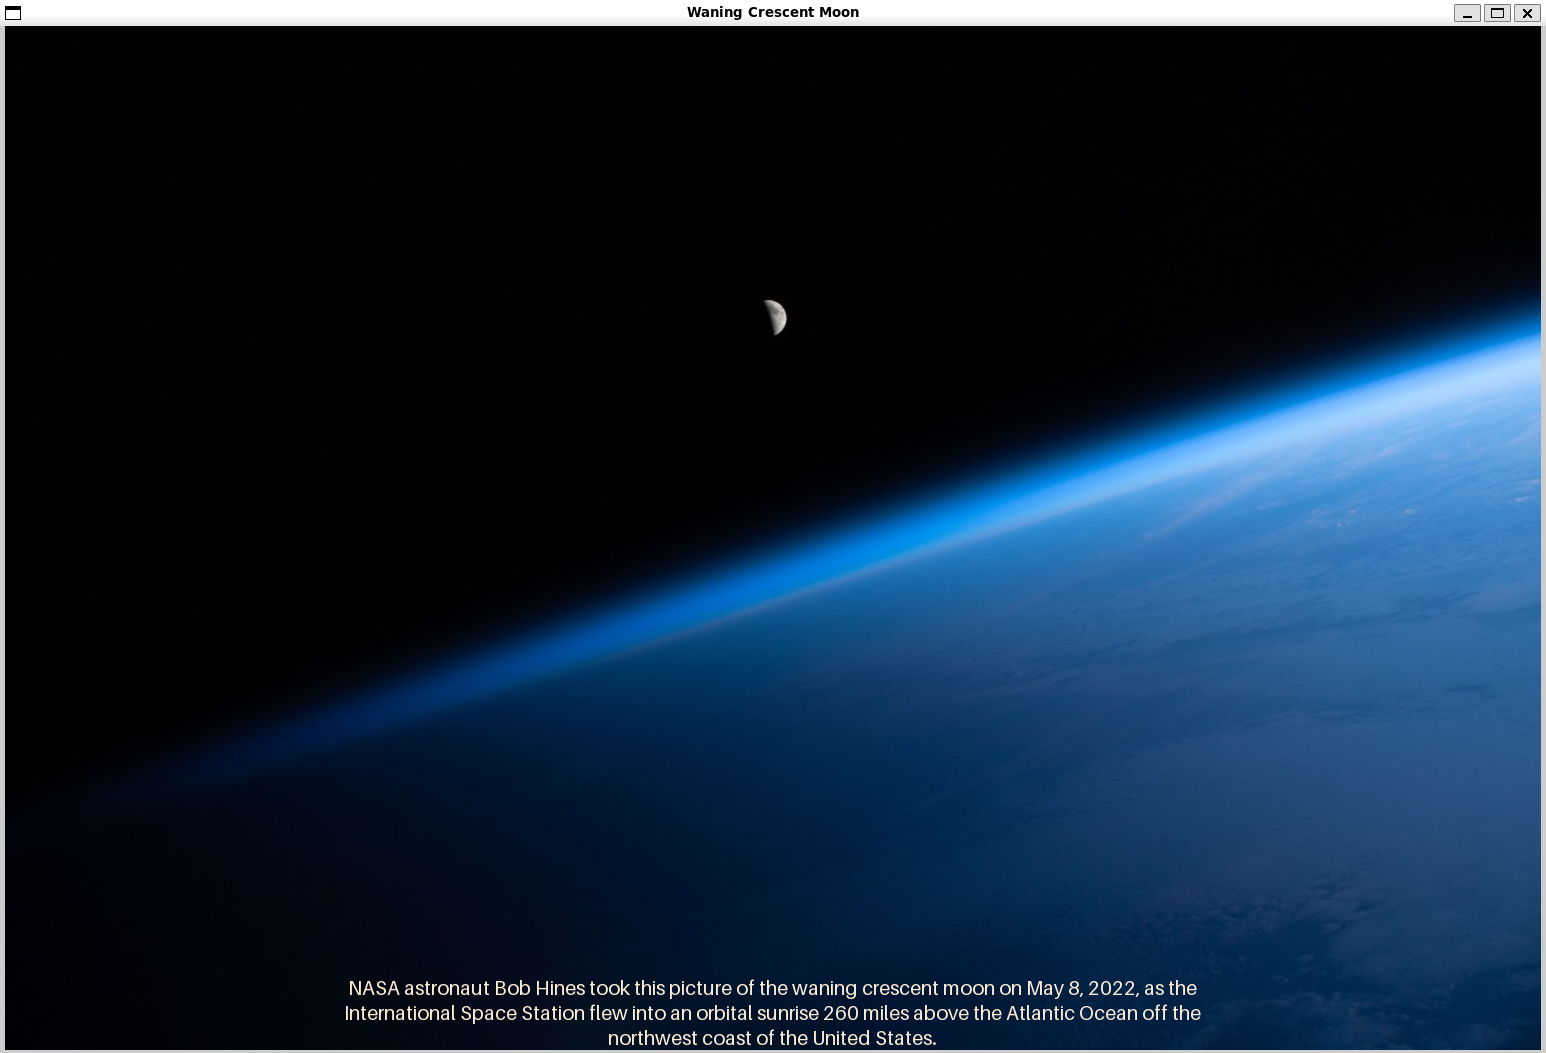 Waning Crescent Moon
NASA astronaut Bob Hines took this picture of the waning crescent moon on May 8, 2022, as the
International Space Station flew into an orbital sunrise 260 miles above the Atlantic Ocean off the
northwest coast of the United States.